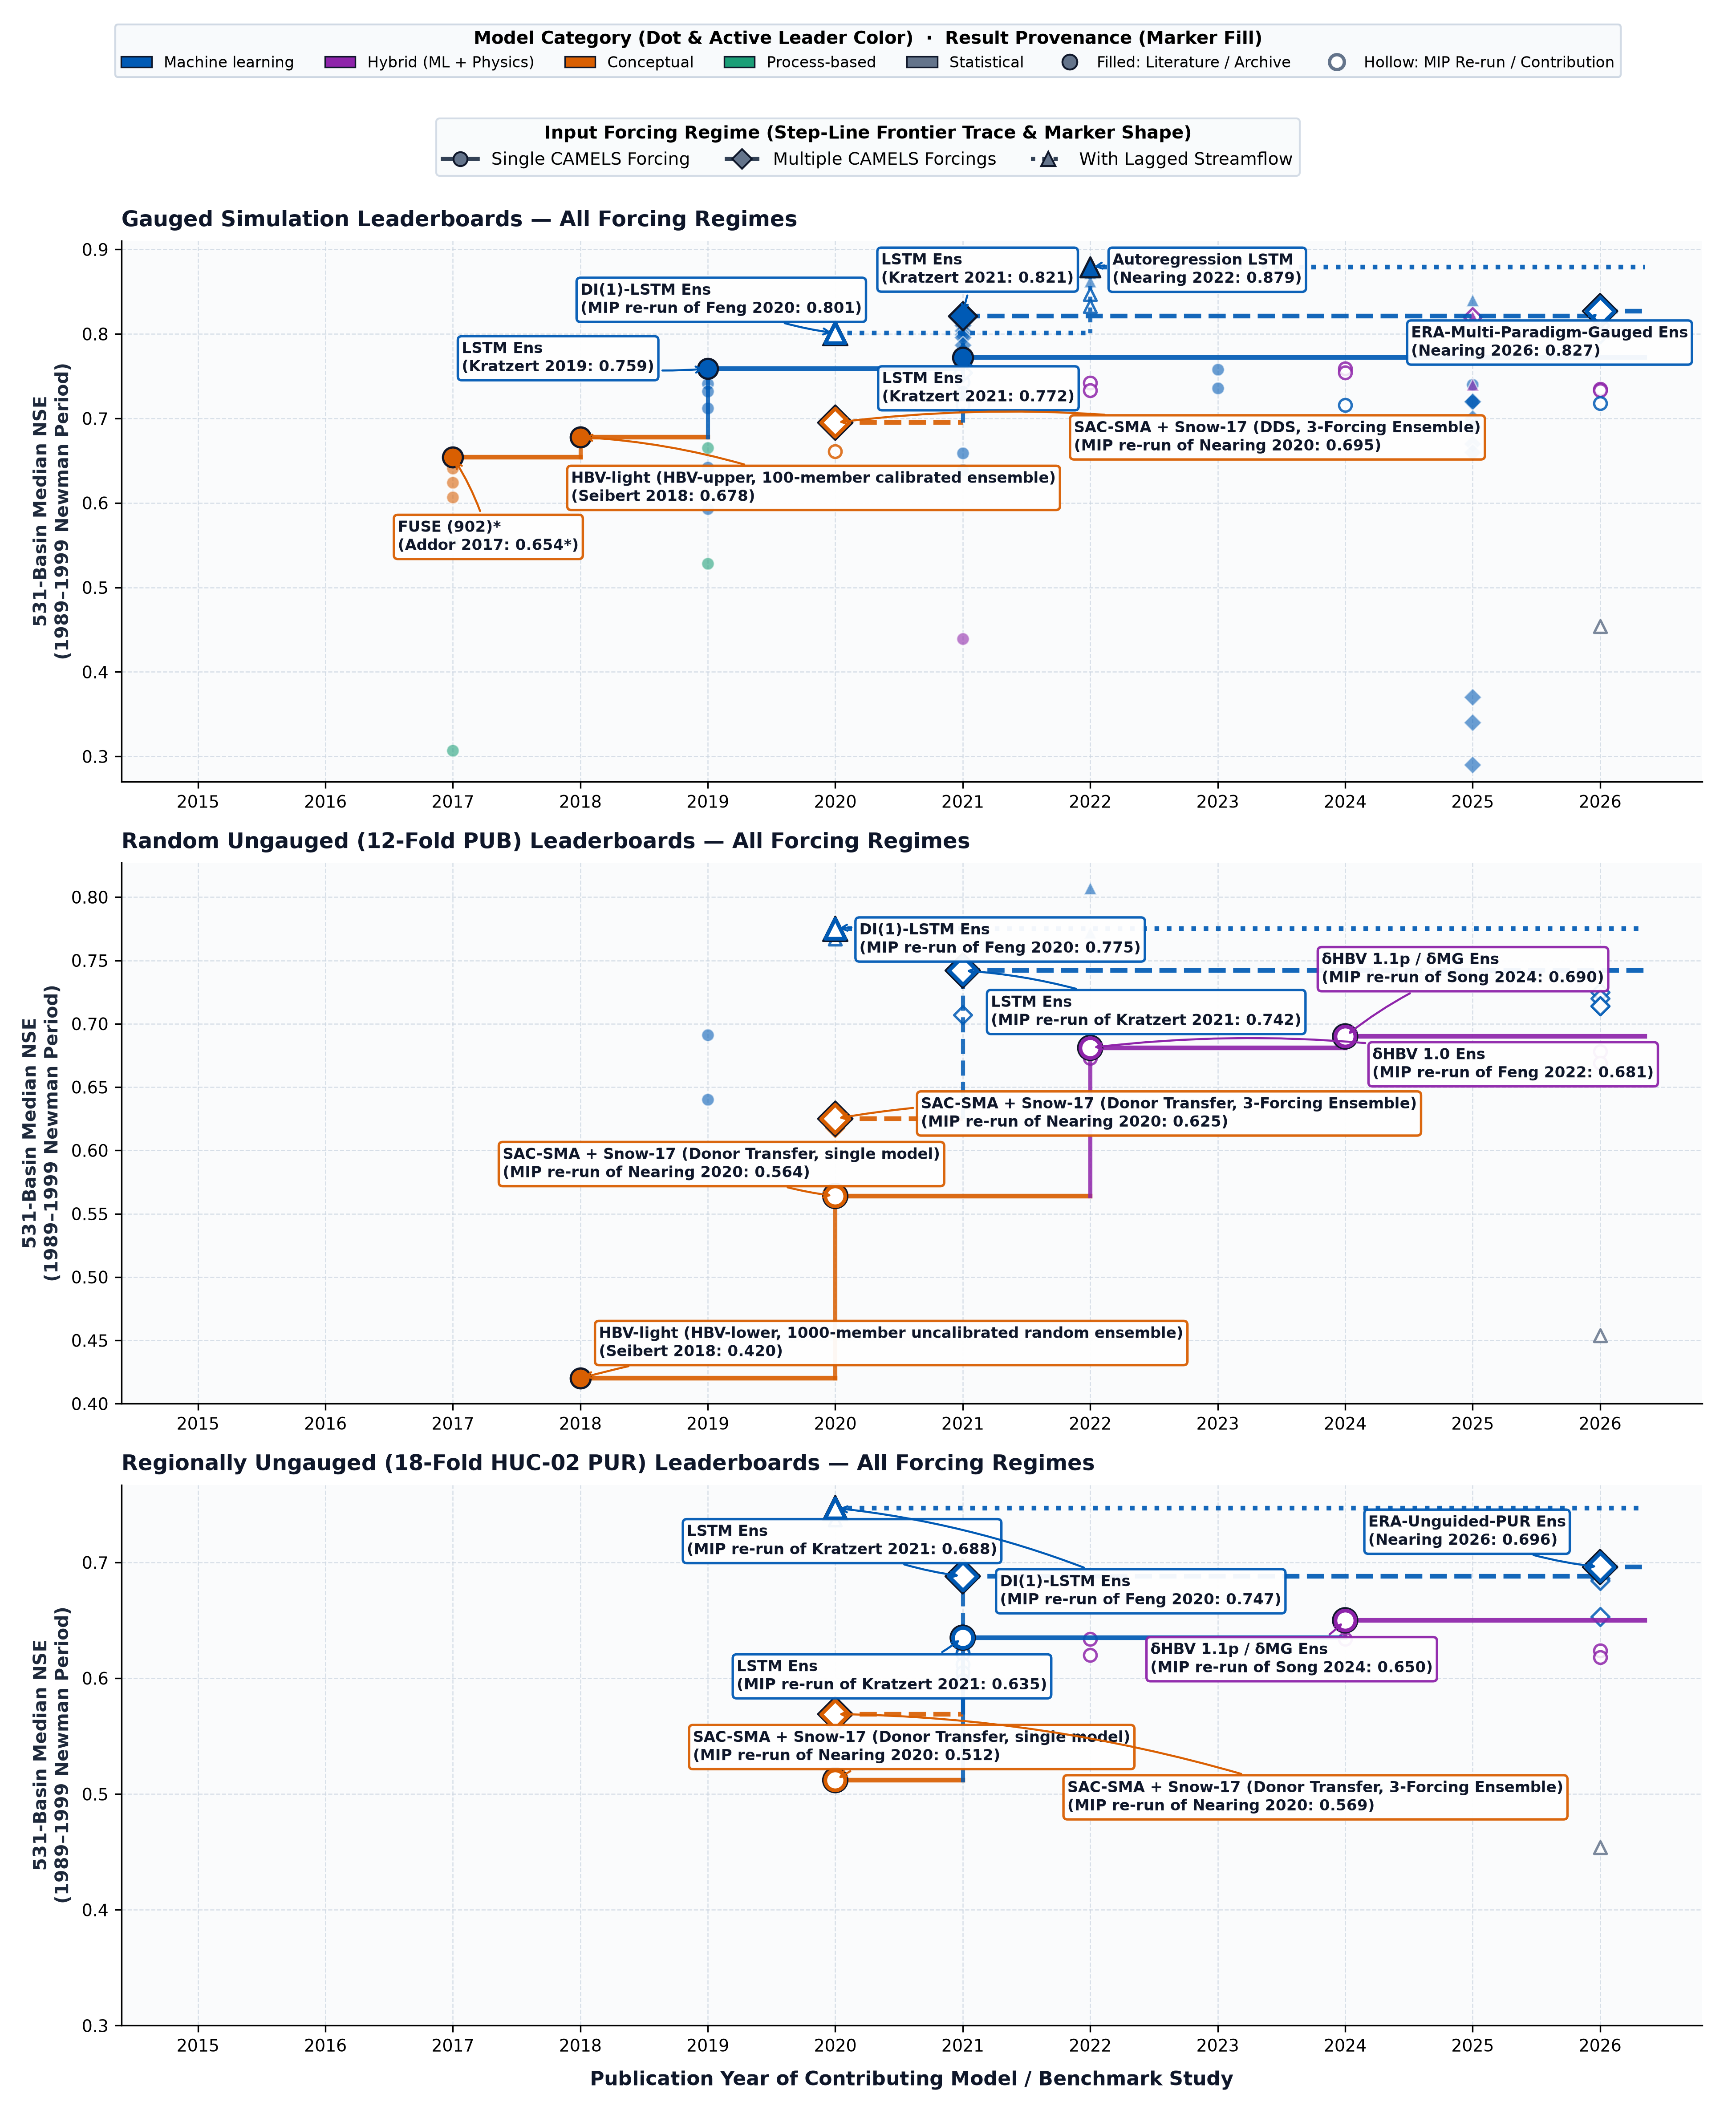 Model Category (Dot & Active Leader Color)  ·  Result Provenance (Marker Fill)
Machine learning
Hybrid (ML + Physics)
Conceptual
Process-based
Statistical
Filled: Literature / Archive
Hollow: MIP Re-run / Contribution
Input Forcing Regime (Step-Line Frontier Trace & Marker Shape)
Single CAMELS Forcing
Multiple CAMELS Forcings
With Lagged Streamflow
Gauged Simulation Leaderboards — All Forcing Regimes
531-Basin Median NSE
(1989–1999 Newman Period)
0.9
0.8
0.7
0.6
0.5
0.4
0.3
LSTM Ens
(Kratzert 2021: 0.821)
Autoregression LSTM
(Nearing 2022: 0.879)
DI(1)-LSTM Ens
(MIP re-run of Feng 2020: 0.801)
ERA-Multi-Paradigm-Gauged Ens
(Nearing 2026: 0.827)
LSTM Ens
(Kratzert 2019: 0.759)
LSTM Ens
(Kratzert 2021: 0.772)
SAC-SMA + Snow-17 (DDS, 3-Forcing Ensemble)
(MIP re-run of Nearing 2020: 0.695)
HBV-light (HBV-upper, 100-member calibrated ensemble)
(Seibert 2018: 0.678)
FUSE (902)*
(Addor 2017: 0.654*)
2015 2016 2017 2018 2019 2020 2021 2022 2023 2024 2025 2026
Random Ungauged (12-Fold PUB) Leaderboards — All Forcing Regimes
531-Basin Median NSE
(1989–1999 Newman Period)
0.80
0.75
0.70
0.65
0.60
0.55
0.50
0.45
0.40
DI(1)-LSTM Ens
(MIP re-run of Feng 2020: 0.775)
δHBV 1.1p / δMG Ens
(MIP re-run of Song 2024: 0.690)
LSTM Ens
(MIP re-run of Kratzert 2021: 0.742)
δHBV 1.0 Ens
(MIP re-run of Feng 2022: 0.681)
SAC-SMA + Snow-17 (Donor Transfer, 3-Forcing Ensemble)
(MIP re-run of Nearing 2020: 0.625)
SAC-SMA + Snow-17 (Donor Transfer, single model)
(MIP re-run of Nearing 2020: 0.564)
HBV-light (HBV-lower, 1000-member uncalibrated random ensemble)
(Seibert 2018: 0.420)
2015 2016 2017 2018 2019 2020 2021 2022 2023 2024 2025 2026
Regionally Ungauged (18-Fold HUC-02 PUR) Leaderboards — All Forcing Regimes
531-Basin Median NSE
(1989–1999 Newman Period)
0.7
0.6
0.5
0.4
0.3
LSTM Ens
(MIP re-run of Kratzert 2021: 0.688)
ERA-Unguided-PUR Ens
(Nearing 2026: 0.696)
DI(1)-LSTM Ens
(MIP re-run of Feng 2020: 0.747)
δHBV 1.1p / δMG Ens
(MIP re-run of Song 2024: 0.650)
LSTM Ens
(MIP re-run of Kratzert 2021: 0.635)
SAC-SMA + Snow-17 (Donor Transfer, single model)
(MIP re-run of Nearing 2020: 0.512)
SAC-SMA + Snow-17 (Donor Transfer, 3-Forcing Ensemble)
(MIP re-run of Nearing 2020: 0.569)
2015 2016 2017 2018 2019 2020 2021 2022 2023 2024 2025 2026
Publication Year of Contributing Model / Benchmark Study